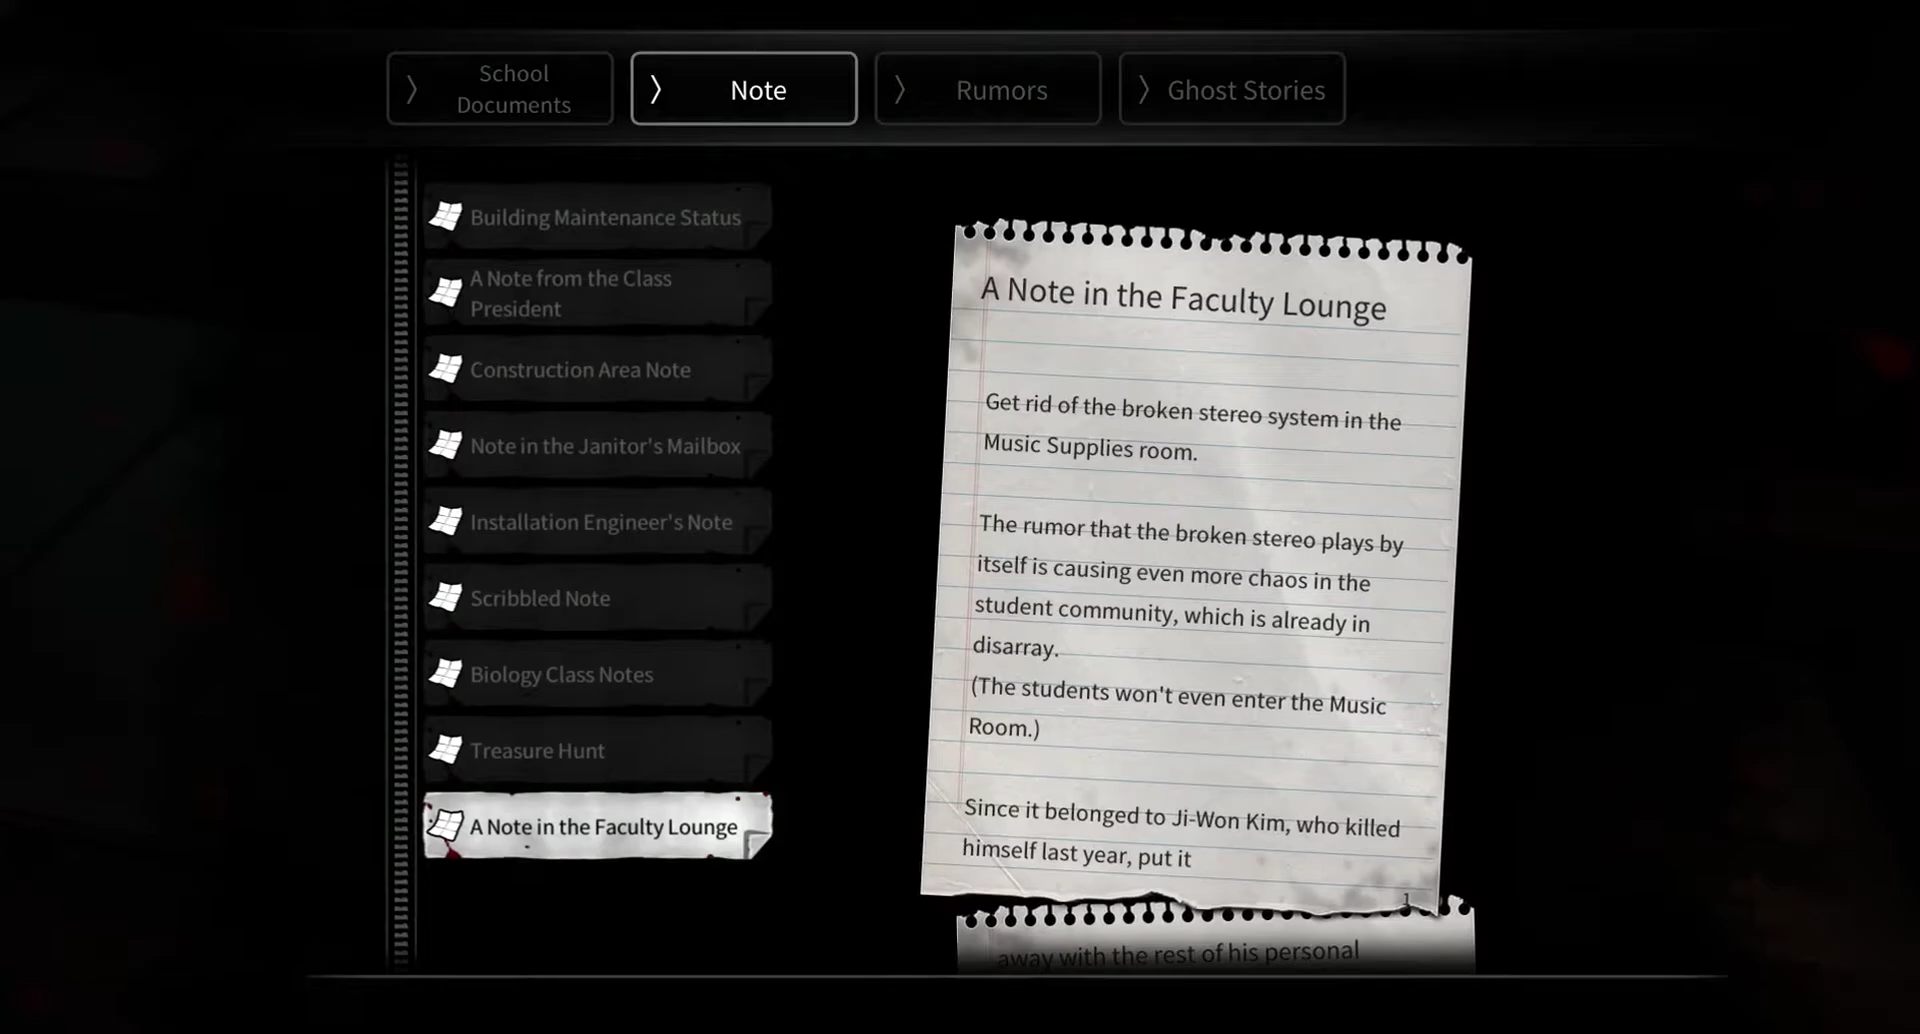 School
Documents
Note
Rumors
Ghost Stories
Building Maintenance Status
A Note from the Class
President
Construction Area Note
Note in the Janitor's Mailbox
Installation Engineer's Note
Scribbled Note
Biology Class Notes
Treasure Hunt
A Note in the Faculty Lounge
A Note in the Faculty Lounge
Get rid of the broken stereo system in the
Music Supplies room.
The rumor that the broken stereo plays by
itself is causing even more chaos in the
student community, which is already in
disarray.
(The students won't even enter the Music
Room.)
Since it belonged to Ji-Won Kim, who killed
himself last year, put it
1
away with the rest of his personal